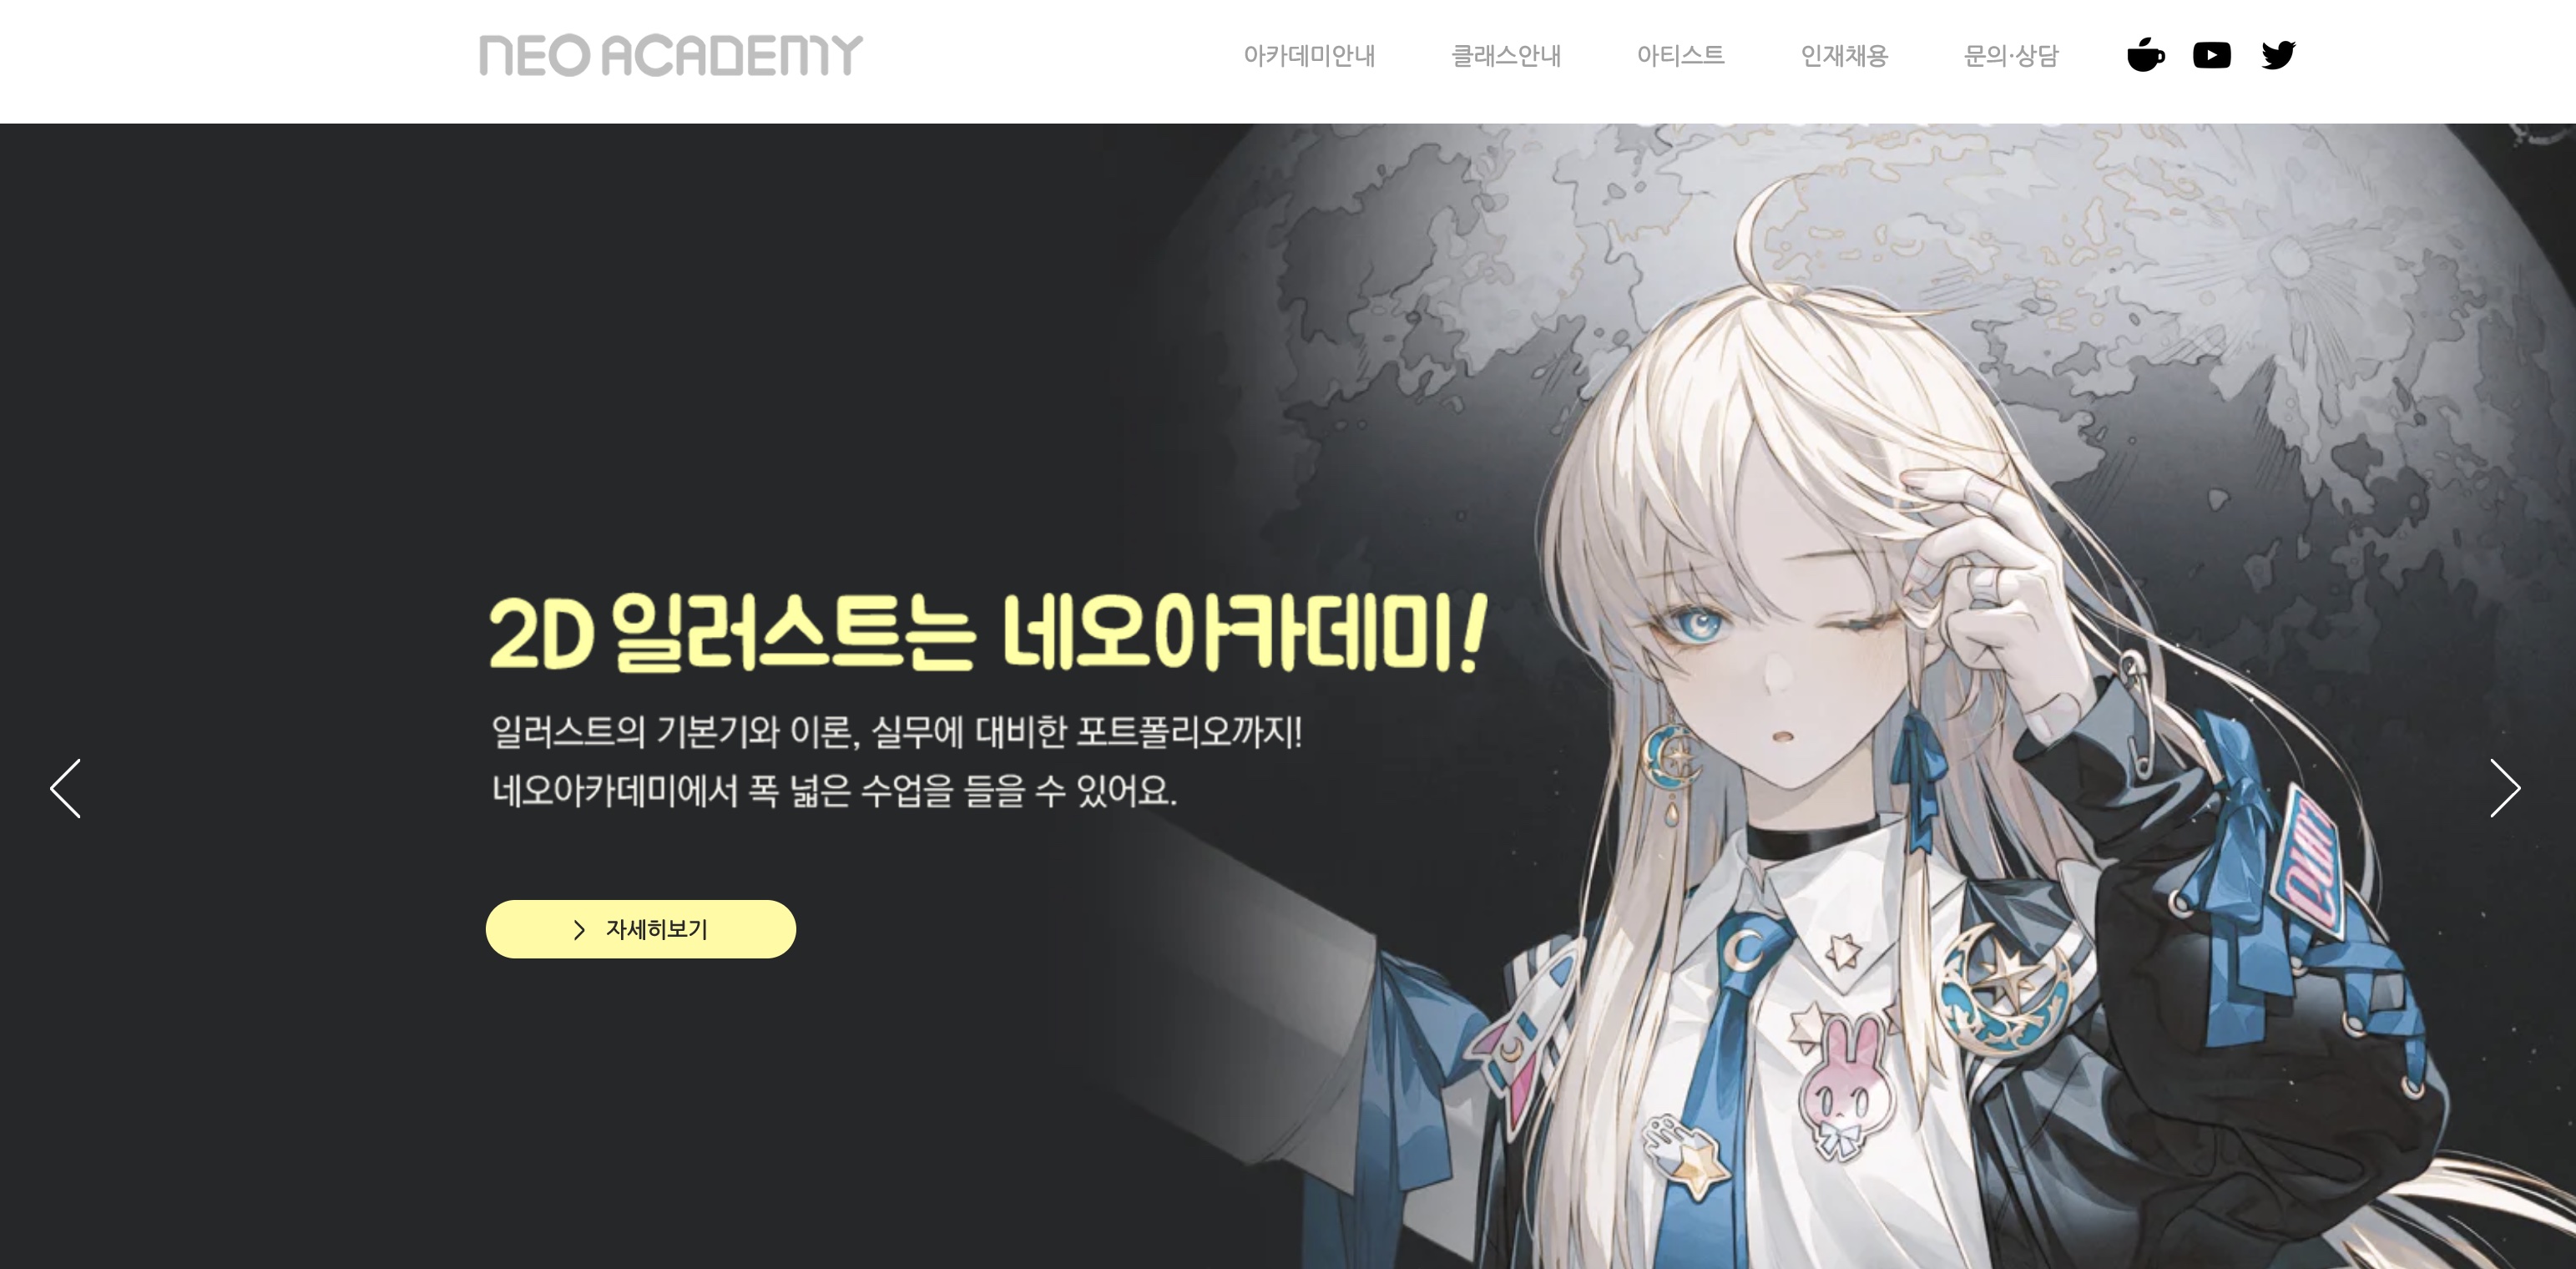 NEO ACADEMY
아카데미안내 클래스안내 아티스트 인재채용 문의·상담
2D 일러스트는 네오아카데미!
일러스트의 기본기와 이론, 실무에 대비한 포트폴리오까지!
네오아카데미에서 폭 넓은 수업을 들을 수 있어요.
> 자세히보기